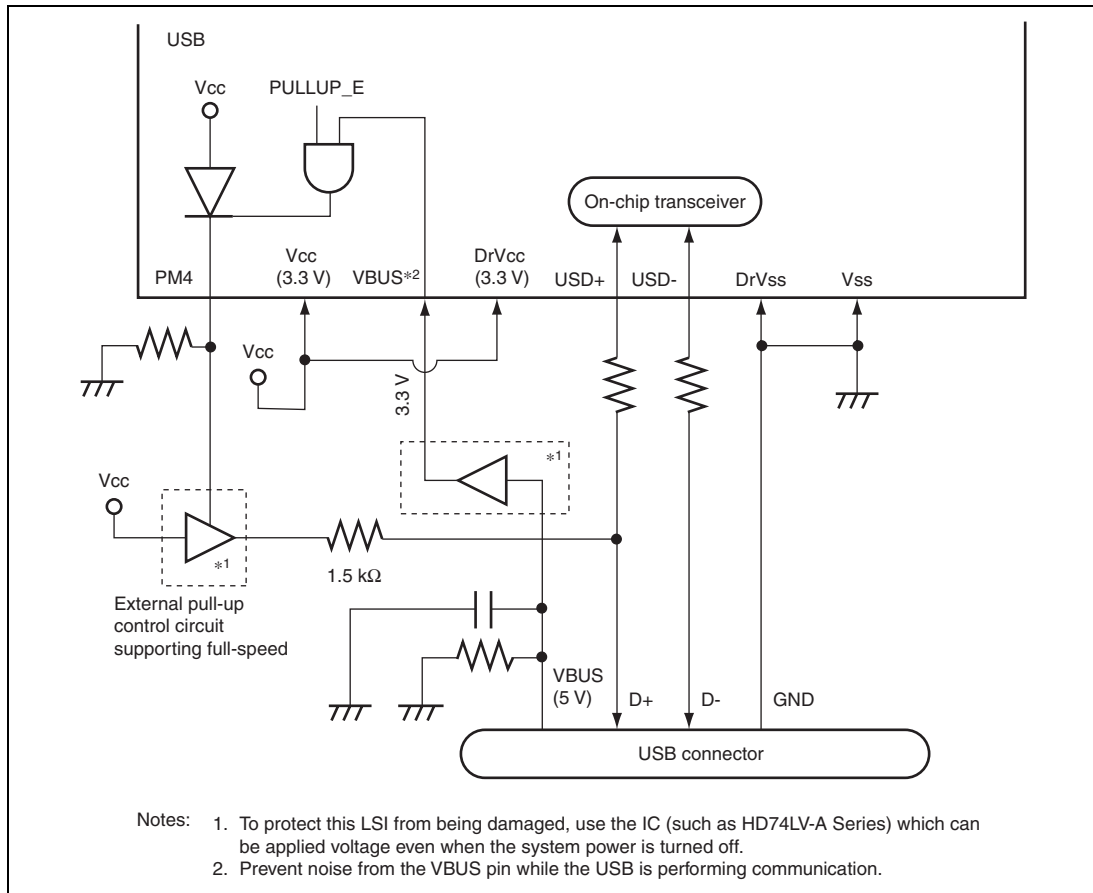 USB
Vcc
PULLUP_E
On-chip transceiver
PM4
Vcc
(3.3 V)
VBUS*2
DrVcc
(3.3 V)
USD+
USD-
DrVss
Vss
Vcc
3.3 V
*1
Vcc
*1
1.5 kΩ
External pull-up
control circuit
supporting full-speed
VBUS
(5 V)
D+
D-
GND
USB connector
Notes: 1. To protect this LSI from being damaged, use the IC (such as HD74LV-A Series) which can
be applied voltage even when the system power is turned off.
2. Prevent noise from the VBUS pin while the USB is performing communication.